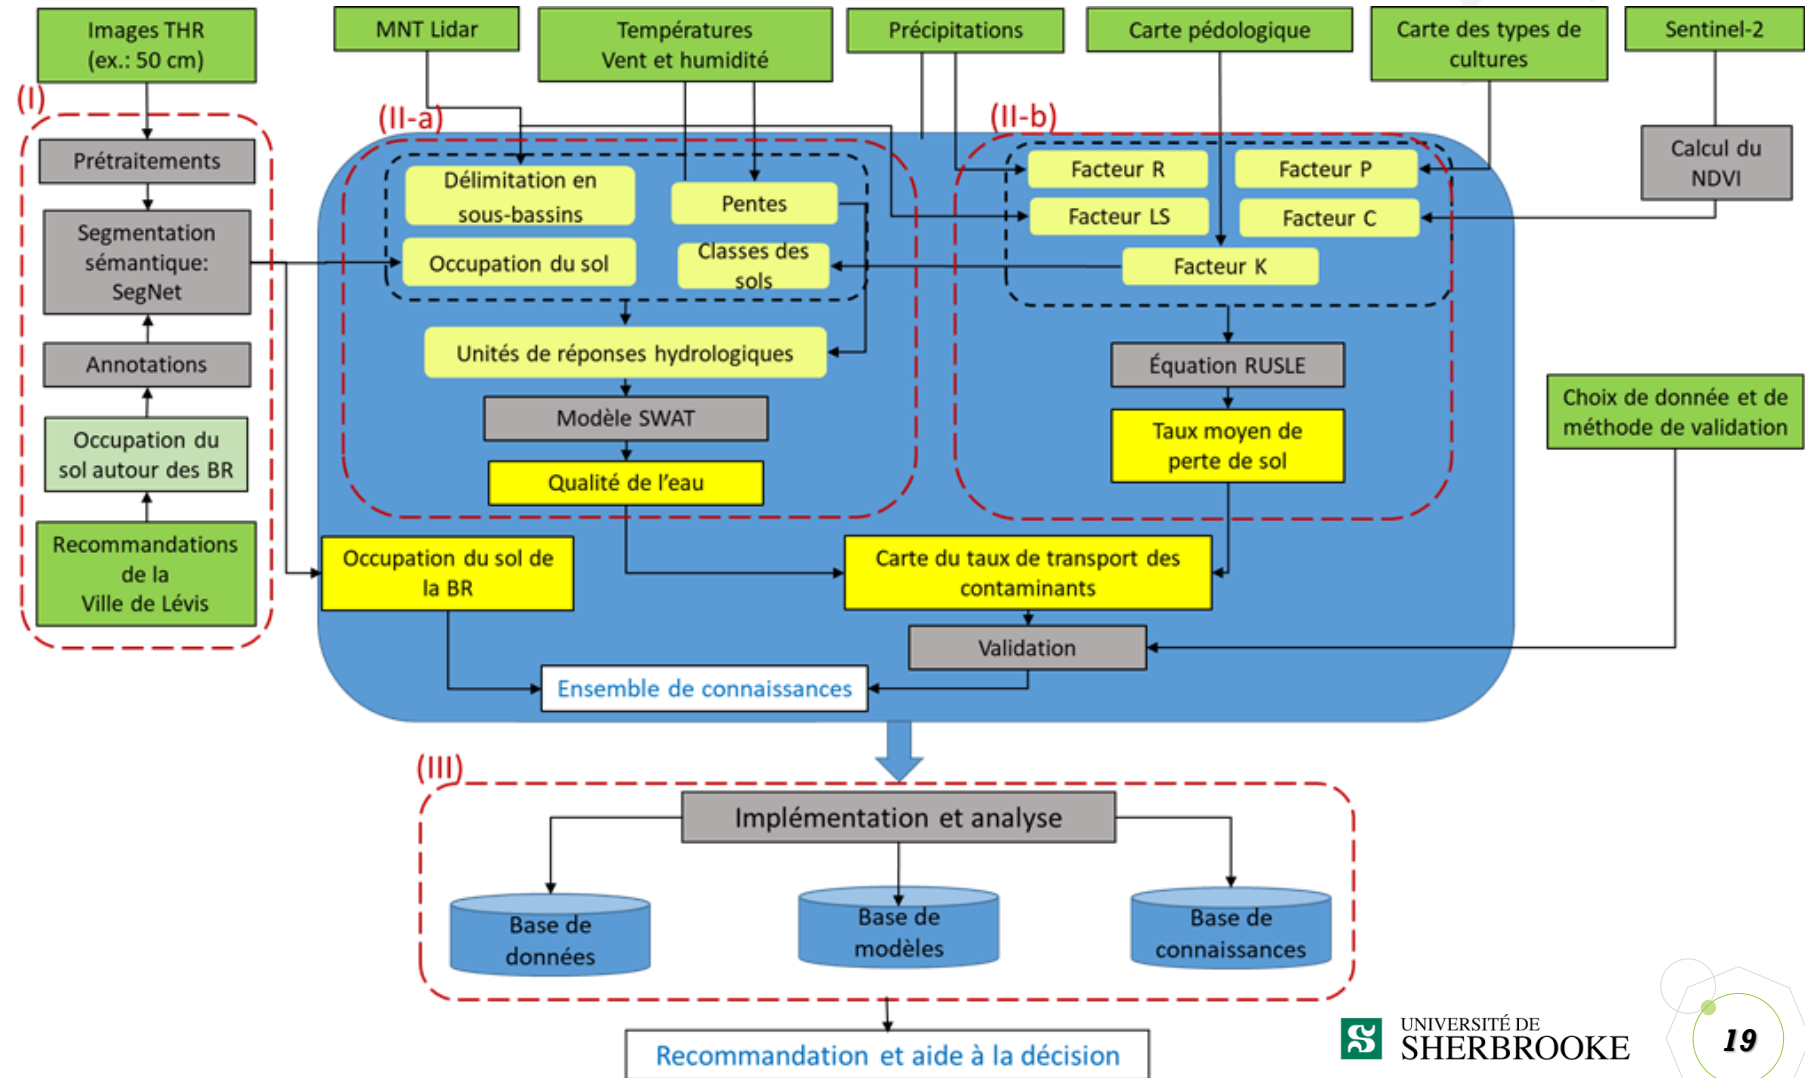 Images THR
(ex.: 50 cm)
MNT Lidar
Températures
Vent et humidité
Précipitations
Carte pédologique
Carte des types de
cultures
Sentinel-2
(I)
(II-a)
(II-b)
Prétraitements
Segmentation
sémantique:
SegNet
Annotations
Occupation du
sol autour des BR
Recommandations
de la
Ville de Lévis
Délimitation en
sous-bassins
Pentes
Occupation du sol
Classes des
sols
Unités de réponses hydrologiques
Modèle SWAT
Qualité de l'eau
Facteur R
Facteur P
Facteur LS
Facteur C
Facteur K
Calcul du
NDVI
Équation RUSLE
Taux moyen de
perte de sol
Choix de donnée et de
méthode de validation
Occupation du sol de
la BR
Carte du taux de transport des
contaminants
Validation
Ensemble de connaissances
(III)
Implémentation et analyse
Base de
données
Base de
modèles
Base de
connaissances
Recommandation et aide à la décision
UNIVERSITÉ DE
SHERBROOKE
19